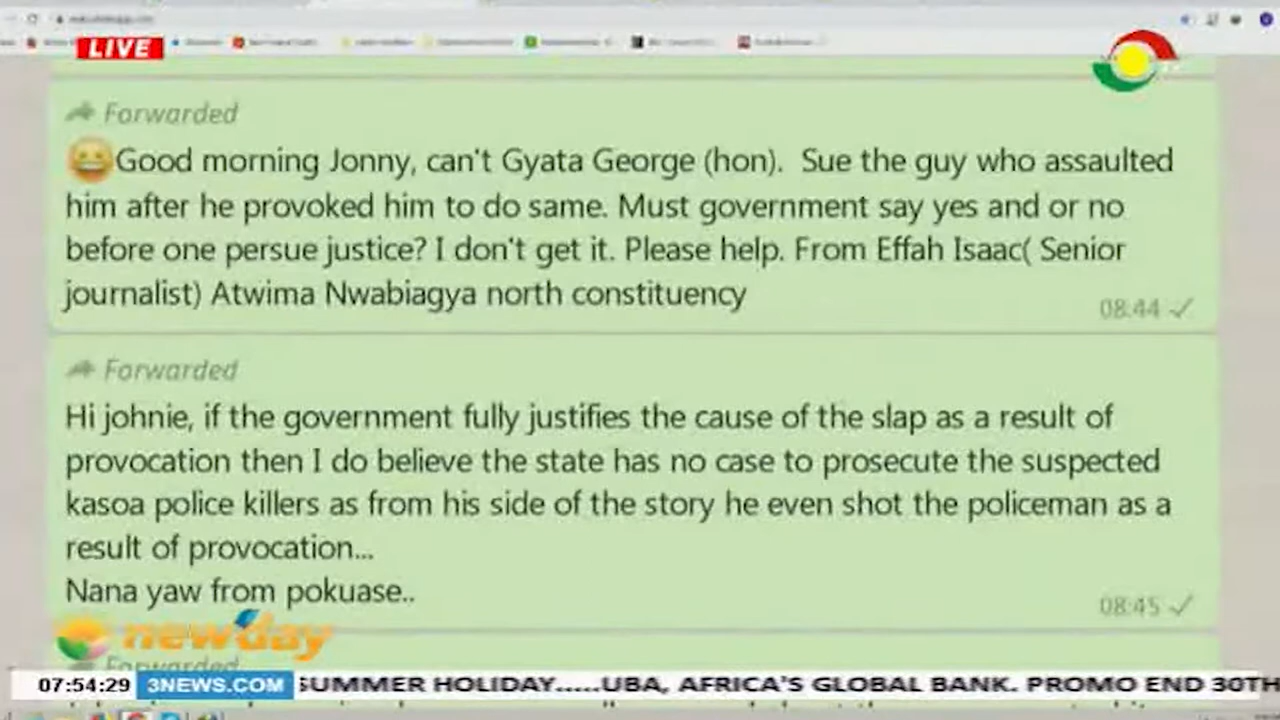 LIVE
Forwarded
😄Good morning Jonny, can't Gyata George (hon).  Sue the guy who assaulted
him after he provoked him to do same. Must government say yes and or no
before one persue justice? I don't get it. Please help. From Effah Isaac( Senior
journalist) Atwima Nwabiagya north constituency
08:44
Forwarded
Hi johnie, if the government fully justifies the cause of the slap as a result of
provocation then I do believe the state has no case to prosecute the suspected
kasoa police killers as from his side of the story he even shot the policeman as a
result of provocation...
Nana yaw from pokuase..
08:45
newday
Forwarded
07:54:29 3NEWS.COM SUMMER HOLIDAY.....UBA, AFRICA'S GLOBAL BANK. PROMO END 30TH